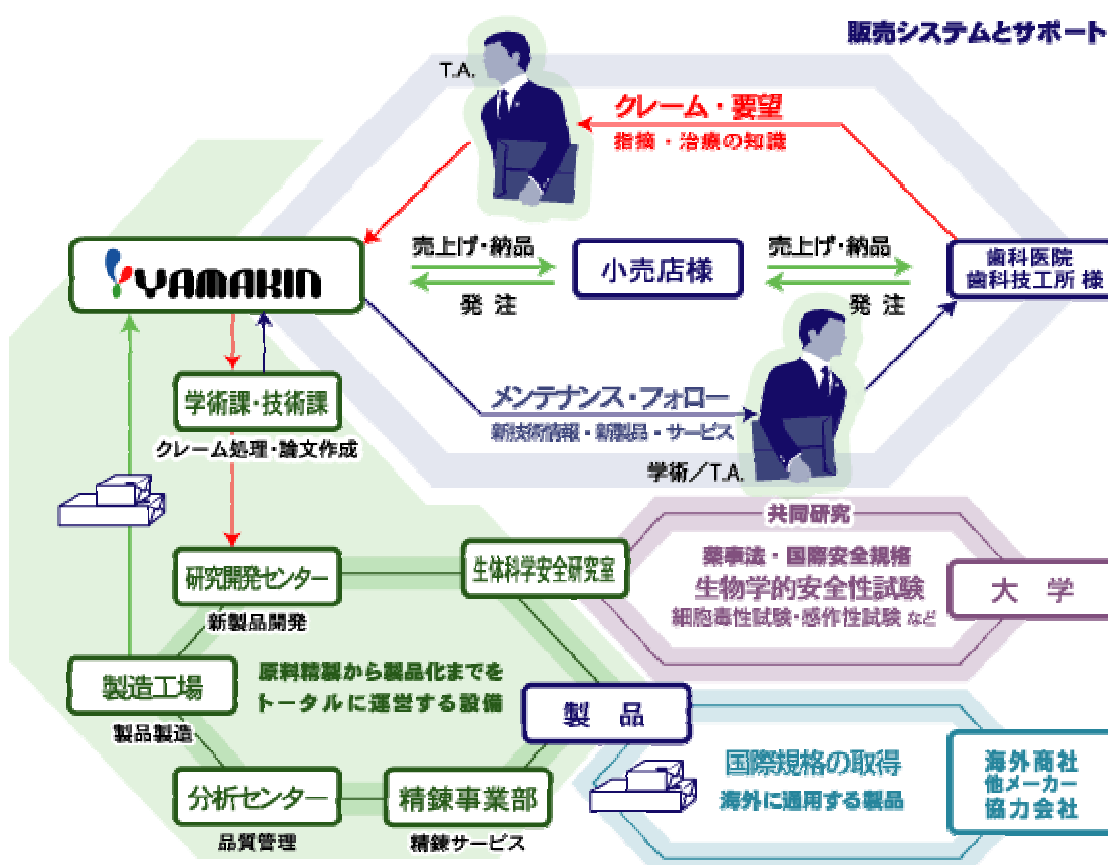 販売システムとサポート
T.A.
クレーム・要望
指摘・治療の知識
YAMAKIN
売上げ・納品
発 注
小売店様
売上げ・納品
発 注
歯科医院
歯科技工所 様
学術課・技術課
クレーム処理・論文作成
メンテナンス・フォロー
新技術情報・新製品・サービス
学術／T.A.
共同研究
薬事法・国際安全規格
生物学的安全性試験
細胞毒性試験・感作性試験 など
大 学
研究開発センター
新製品開発
生体科学安全研究室
原料精製から製品化までを
トータルに運営する設備
製造工場
製品製造
製 品
分析センター
品質管理
精錬事業部
精錬サービス
国際規格の取得
海外に通用する製品
海外商社
他メーカー
協力会社